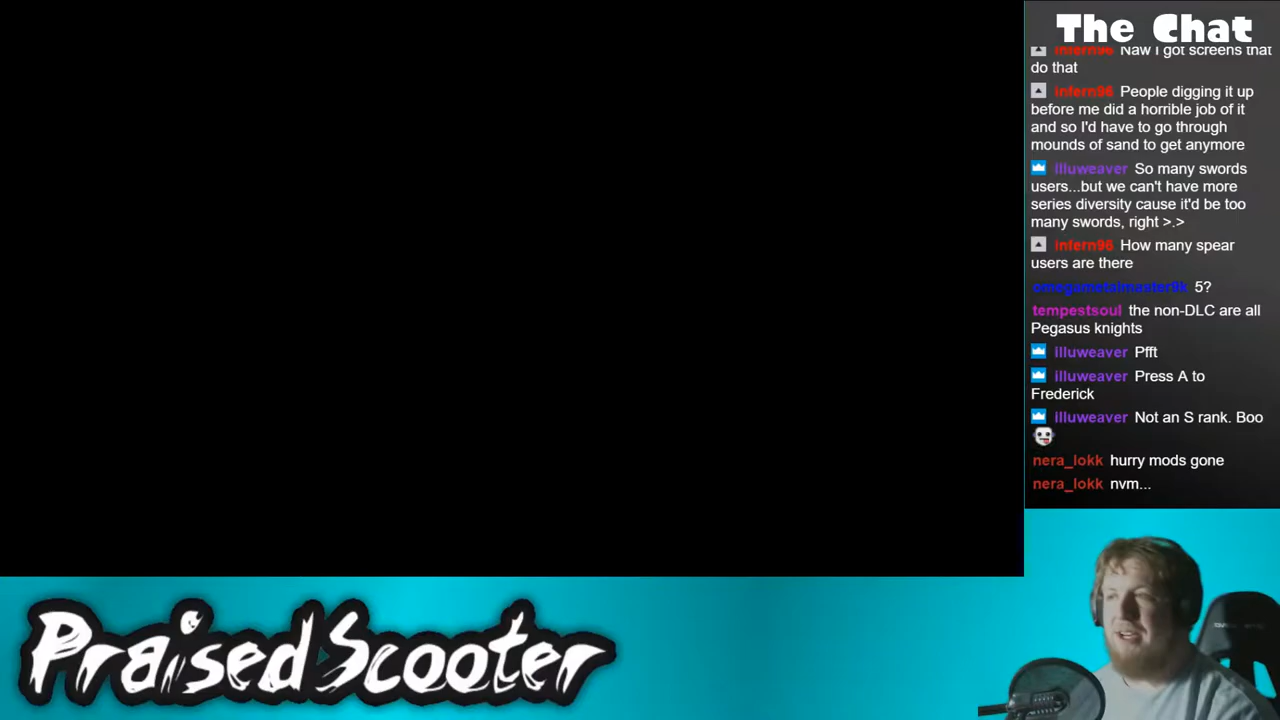 The Chat
infern96 Naw I got screens that
do that
infern96 People digging it up
before me did a horrible job of it
and so I'd have to go through
mounds of sand to get anymore
illuweaver So many swords
users...but we can't have more
series diversity cause it'd be too
many swords, right >.>
infern96 How many spear
users are there
5?
tempestsoul the non-DLC are all
Pegasus knights
illuweaver Pfft
illuweaver Press A to
Frederick
illuweaver Not an S rank. Boo
nera_lokk hurry mods gone
nera_lokk nvm...
PraisedScooter